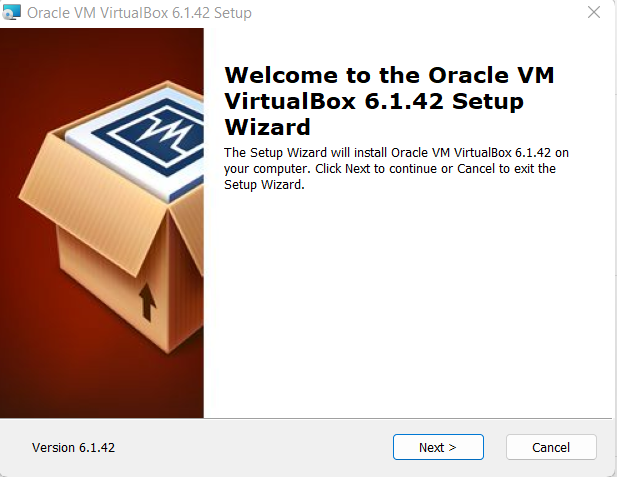 Oracle VM VirtualBox 6.1.42 Setup
Welcome to the Oracle VM
VirtualBox 6.1.42 Setup
Wizard
The Setup Wizard will install Oracle VM VirtualBox 6.1.42 on
your computer. Click Next to continue or Cancel to exit the
Setup Wizard.
Version 6.1.42
Next >
Cancel